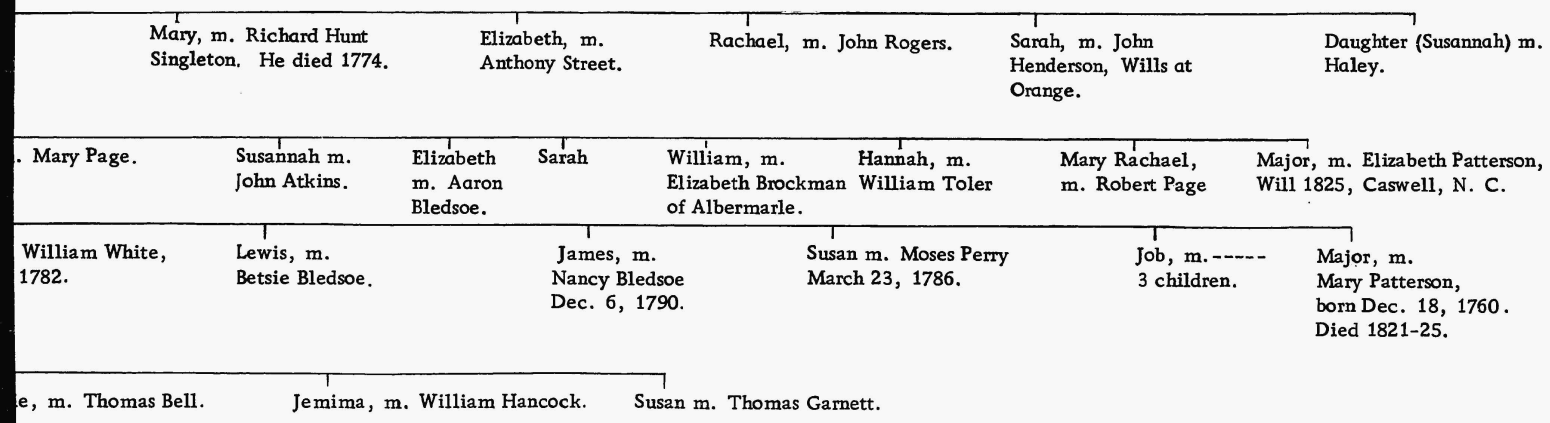 Mary, m. Richard Hunt
Singleton. He died 1774.
Elizabeth, m.
Anthony Street.
Rachael, m. John Rogers.
Sarah, m. John
Henderson, Wills at
Orange.
Daughter (Susannah) m.
Haley.
. Mary Page.
Susannah m.
John Atkins.
Elizabeth
m. Aaron
Bledsoe.
Sarah
William, m.
Elizabeth Brockman
of Albermarle.
Hannah, m.
William Toler
Mary Rachael,
m. Robert Page
Major, m. Elizabeth Patterson,
Will 1825, Caswell, N. C.
William White,
1782.
Lewis, m.
Betsie Bledsoe.
James, m.
Nancy Bledsoe
Dec. 6, 1790.
Susan m. Moses Perry
March 23, 1786.
Job, m.-----
3 children.
Major, m.
Mary Patterson,
born Dec. 18, 1760.
Died 1821-25.
e, m. Thomas Bell.
Jemima, m. William Hancock.
Susan m. Thomas Garnett.